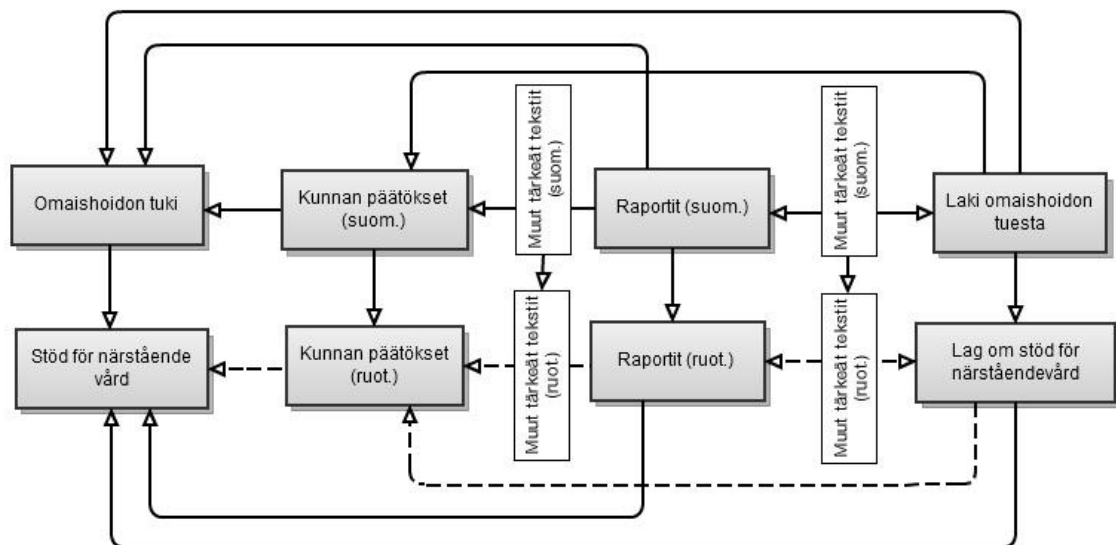 Muut tärkeät tekstit
(suom.)
Muut tärkeät tekstit
(suom.)
Omaishoidon tuki
Kunnan päätökset
(suom.)
Raportit (suom.)
Laki omaishoidon
tuesta
Stöd för närstående
vård
Kunnan päätökset
(ruot.)
Muut tärkeät tekstit
(ruot.)
Raportit (ruot.)
Muut tärkeät tekstit
(ruot.)
Lag om stöd för
närståendevård